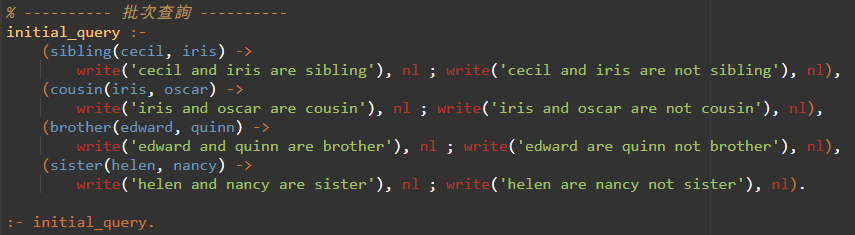 % ---------- 批次查詢 ----------
initial_query :-
    (sibling(cecil, iris) ->
        write('cecil and iris are sibling'), nl ; write('cecil and iris are not sibling'), nl),
    (cousin(iris, oscar) ->
        write('iris and oscar are cousin'), nl ; write('iris and oscar are not cousin'), nl),
    (brother(edward, quinn) ->
        write('edward and quinn are brother'), nl ; write('edward are quinn not brother'), nl),
    (sister(helen, nancy) ->
        write('helen and nancy are sister'), nl ; write('helen are nancy not sister'), nl).
:- initial_query.